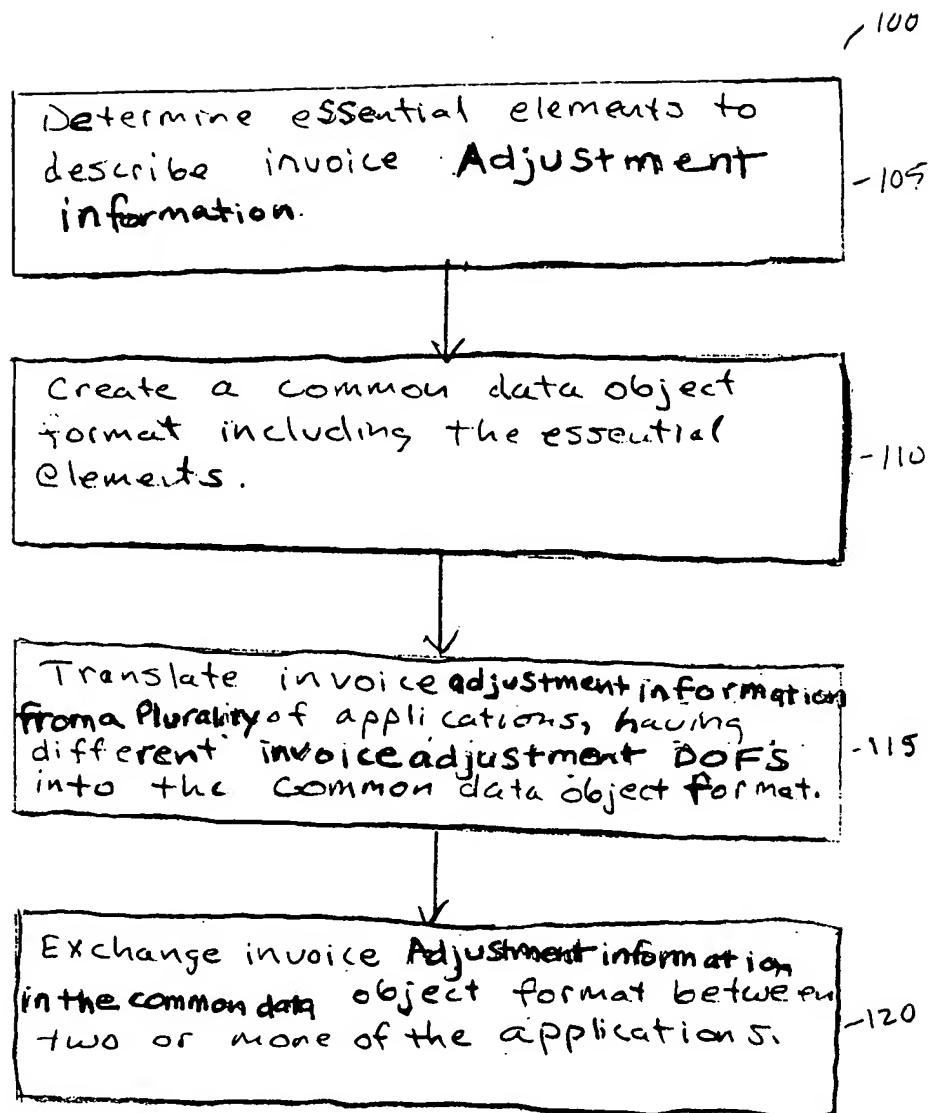 100
Determine essential elements to
describe invoice Adjustment
information.
105
Create a common data object
format including the essential
elements.
110
Translate invoice adjustment information
from a Plurality of applications, having
different invoice adjustment DOFS
into the common data object format.
115
Exchange invoice Adjustment information
in the common data object format between
two or more of the applications.
120